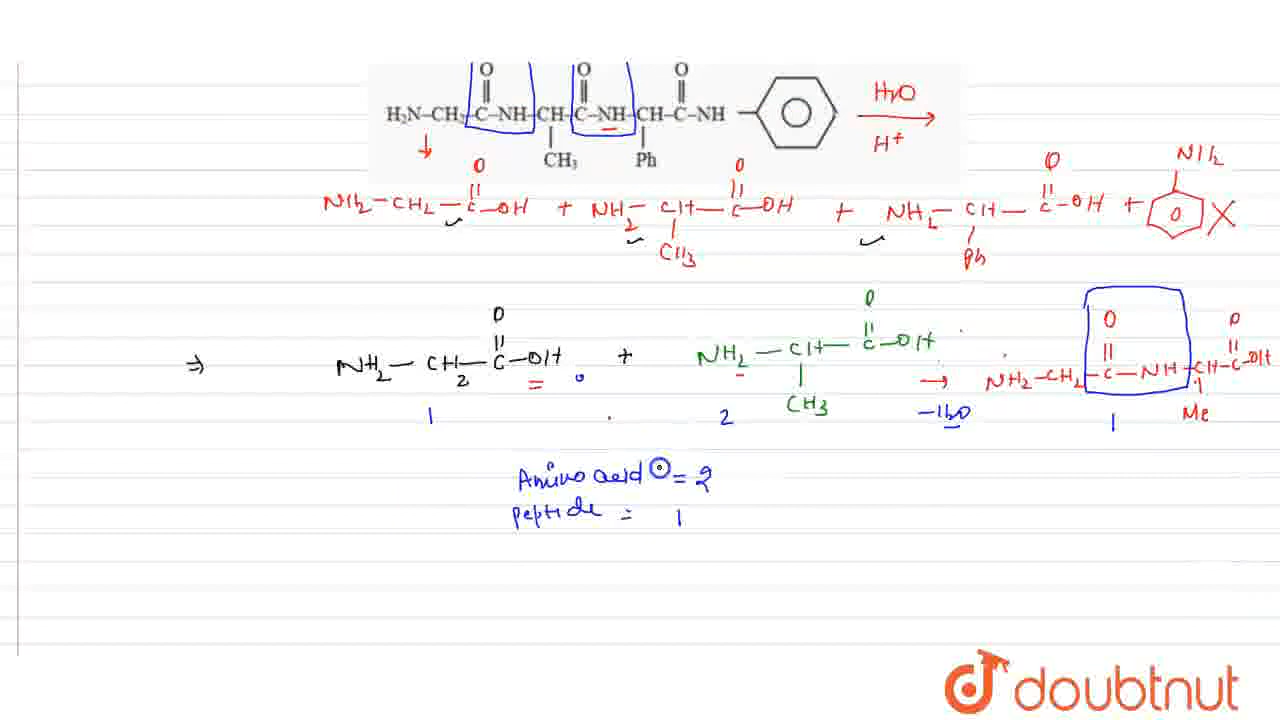 O O O
H₂N–CH₂–C–NH–CH–C–NH–CH–C–NH
CH₃ Ph
H₂O
H⁺
O O O NH₂
NH₂–CH₂–C–OH + NH₂–CH–C–OH + NH₂–CH–C–OH + O X
CH₃ Ph
O O O O
⇒ NH₂–CH₂–C–OH + NH₂–CH–C–OH → NH₂–CH₂–C–NH–CH–C–OH
CH₃ –H₂O Me
1 2 1
Amino acid = 2
peptide = 1
doubtnut